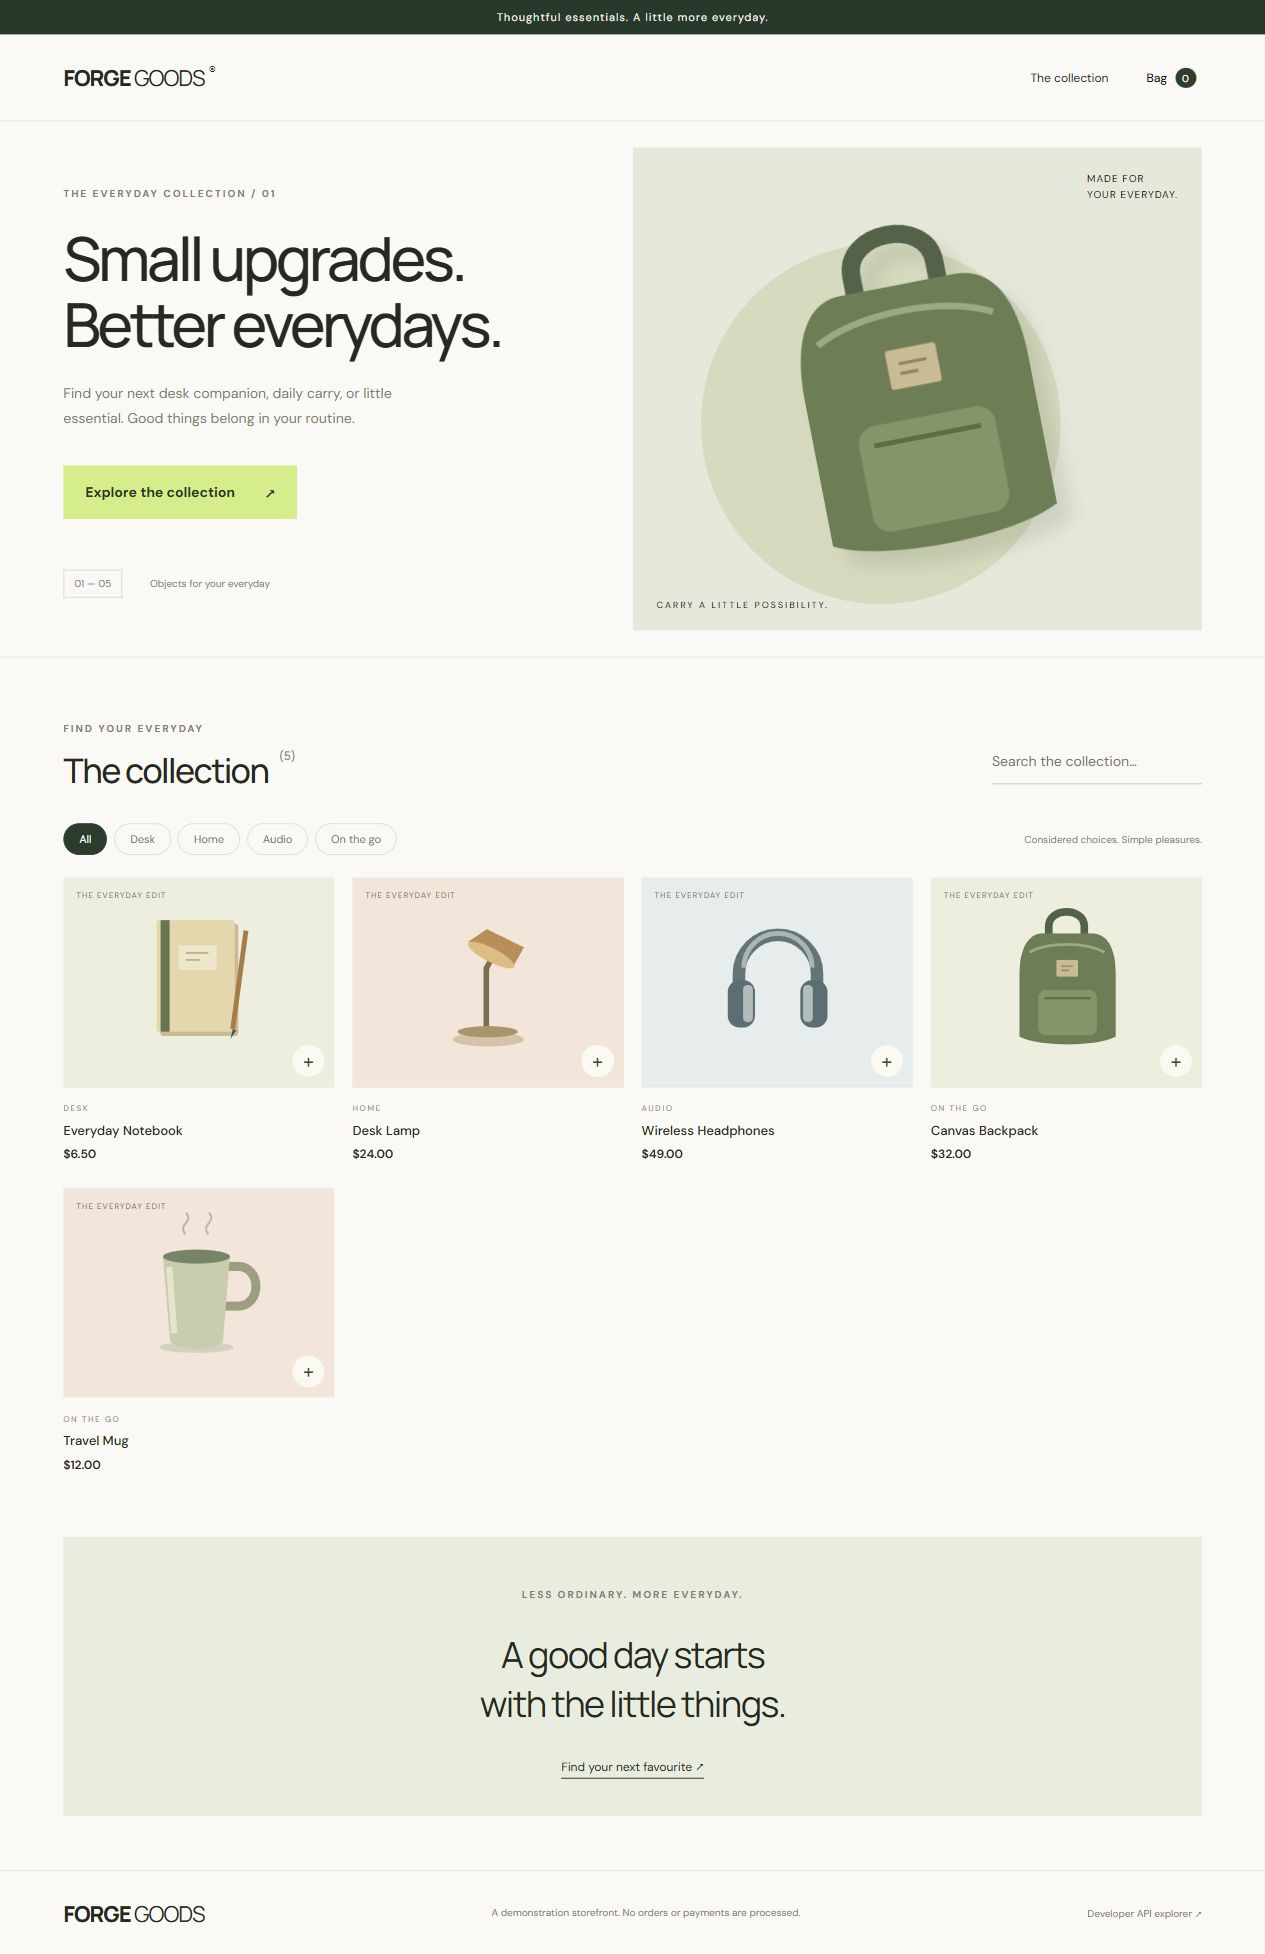 Thoughtful essentials. A little more everyday.
FORGE GOODS ®
The collection
Bag 0
THE EVERYDAY COLLECTION / 01
Small upgrades.
Better everydays.
Find your next desk companion, daily carry, or little
essential. Good things belong in your routine.
Explore the collection ↗
01 — 05
Objects for your everyday
MADE FOR
YOUR EVERYDAY.
CARRY A LITTLE POSSIBILITY.
FIND YOUR EVERYDAY
The collection (5)
Search the collection...
All
Desk
Home
Audio
On the go
Considered choices. Simple pleasures.
THE EVERYDAY EDIT
+
DESK
Everyday Notebook
$6.50
THE EVERYDAY EDIT
+
HOME
Desk Lamp
$24.00
THE EVERYDAY EDIT
+
AUDIO
Wireless Headphones
$49.00
THE EVERYDAY EDIT
+
ON THE GO
Canvas Backpack
$32.00
THE EVERYDAY EDIT
+
ON THE GO
Travel Mug
$12.00
LESS ORDINARY. MORE EVERYDAY.
A good day starts
with the little things.
Find your next favourite ↗
FORGE GOODS
A demonstration storefront. No orders or payments are processed.
Developer API explorer ↗